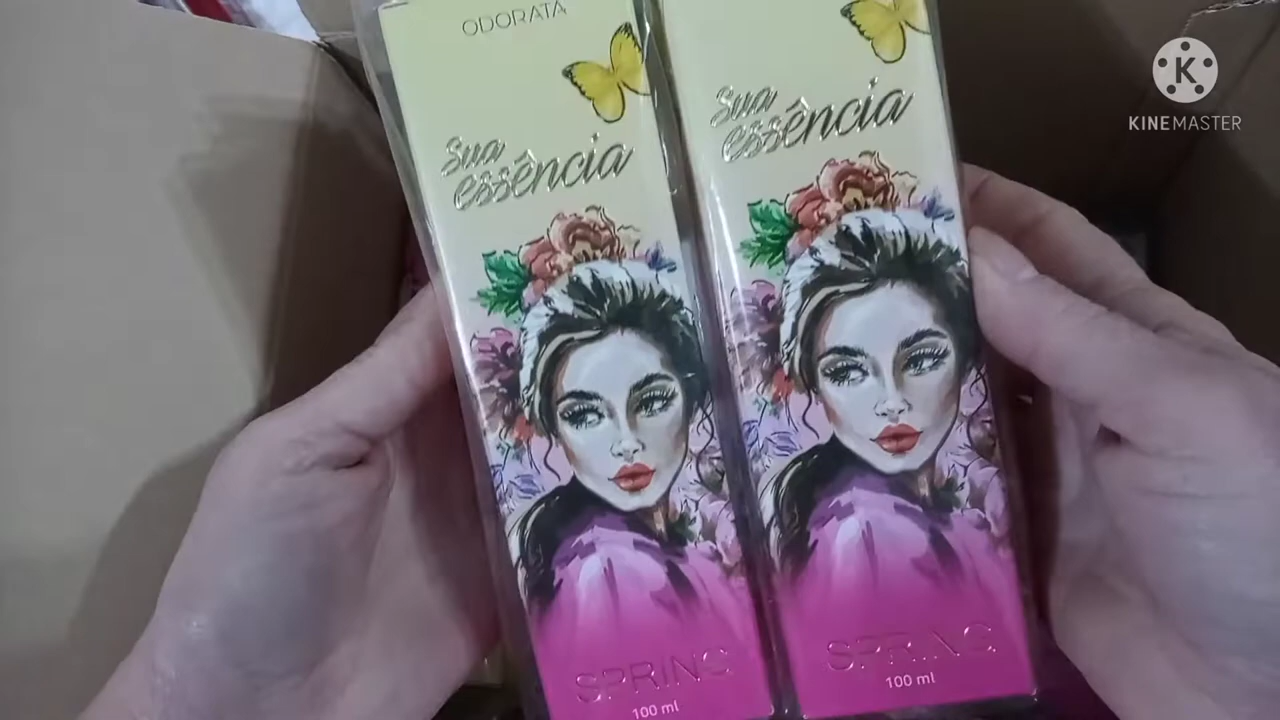 ODORATA
Sua
essência
SPRING
100 ml
Sua
essência
SPRING
100 ml
K
KINEMASTER